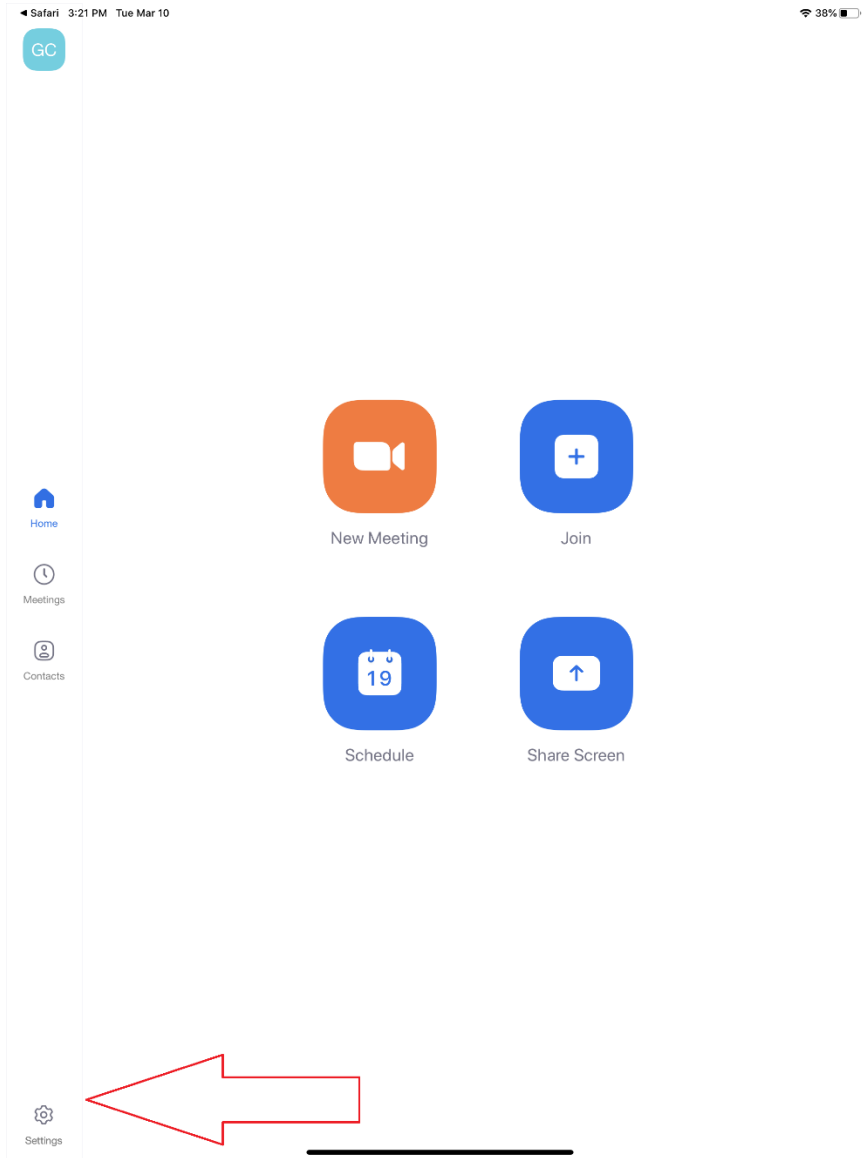 ◀ Safari 3:21 PM Tue Mar 10 38%
GC
New Meeting Join
Home
Meetings
Contacts
19
Schedule Share Screen
Settings